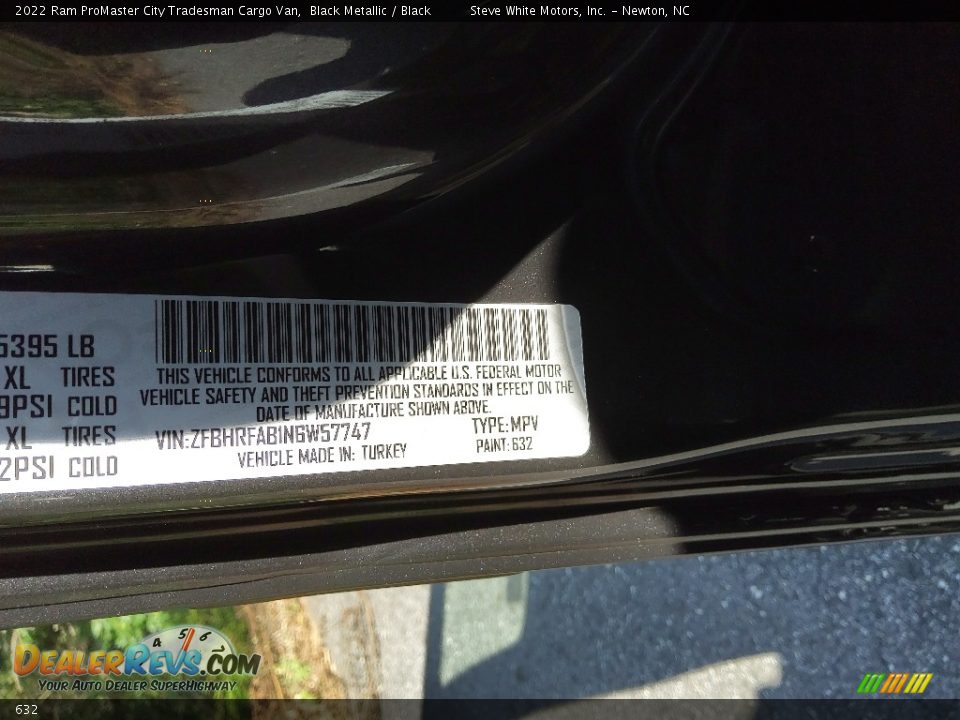 2022 Ram ProMaster City Tradesman Cargo Van, Black Metallic / Black Steve White Motors, Inc. - Newton, NC
5395 LB
XL TIRES
9PSI COLD
XL TIRES
2PSI COLD
THIS VEHICLE CONFORMS TO ALL APPLICABLE U.S. FEDERAL MOTOR
VEHICLE SAFETY AND THEFT PREVENTION STANDARDS IN EFFECT ON THE
DATE OF MANUFACTURE SHOWN ABOVE.
VIN:ZFBHRFAB1N6W57747 TYPE: MPV
VEHICLE MADE IN: TURKEY PAINT: 632
4 5 6
DEALERREVS.COM
YOUR AUTO DEALER SUPERHIGHWAY
632